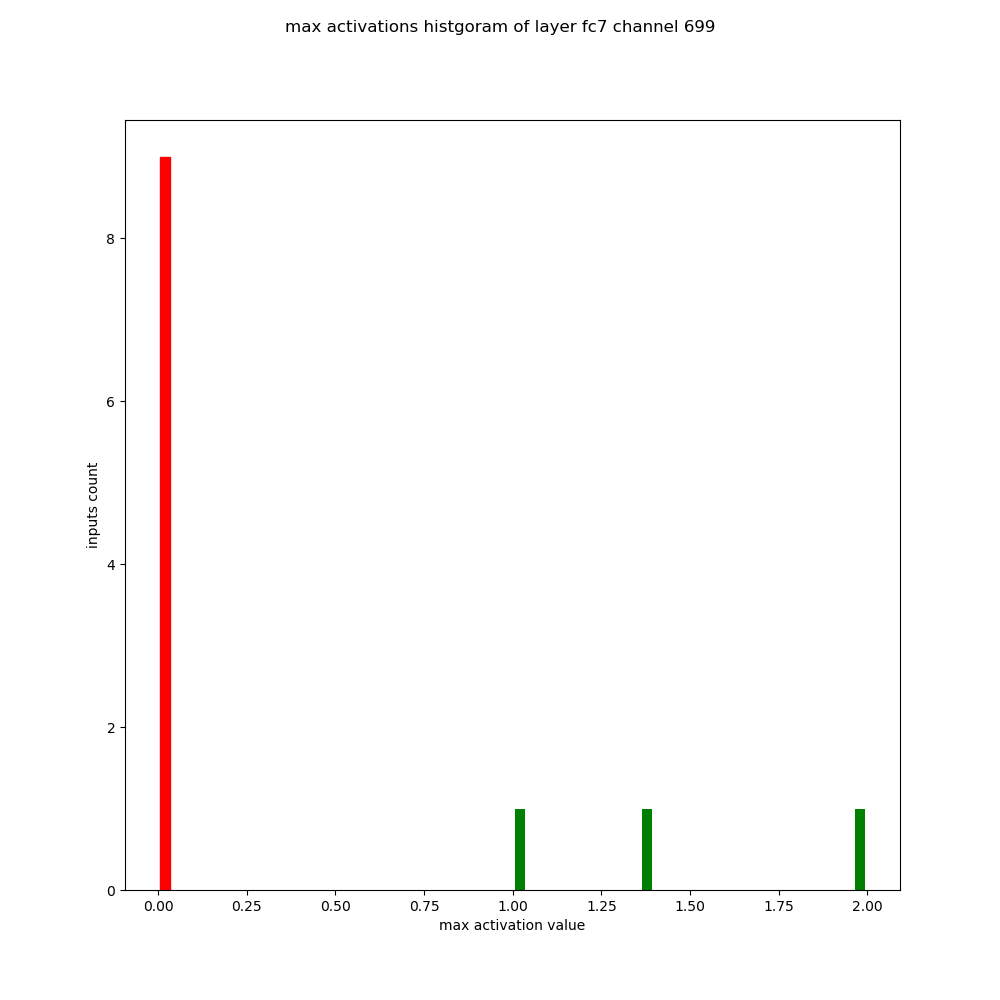 max activations histgoram of layer fc7 channel 699
8
6
4
2
0
inputs count
0.00 0.25 0.50 0.75 1.00 1.25 1.50 1.75 2.00
max activation value